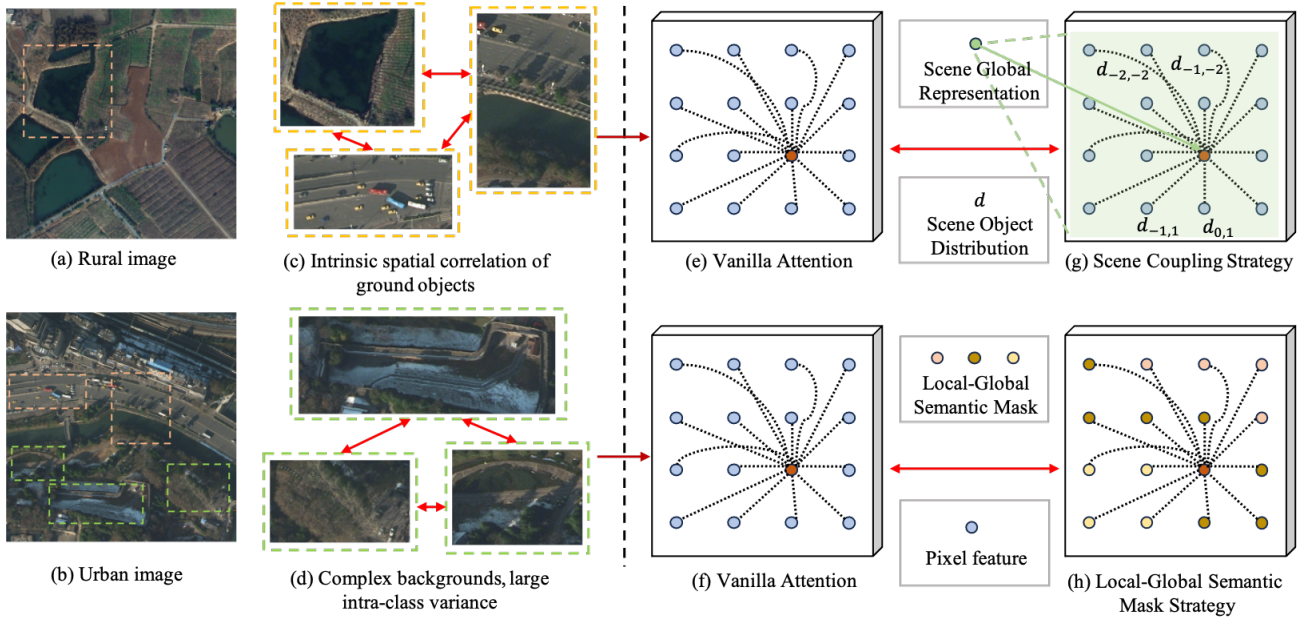 (a) Rural image
(b) Urban image
(c) Intrinsic spatial correlation of
ground objects
(d) Complex backgrounds, large
intra-class variance
(e) Vanilla Attention
Scene Global
Representation
d
Scene Object
Distribution
d₋₂,₋₂
d₋₁,₋₂
d₋₁,₁
d₀,₁
(g) Scene Coupling Strategy
(f) Vanilla Attention
Local-Global
Semantic Mask
Pixel feature
(h) Local-Global Semantic
Mask Strategy